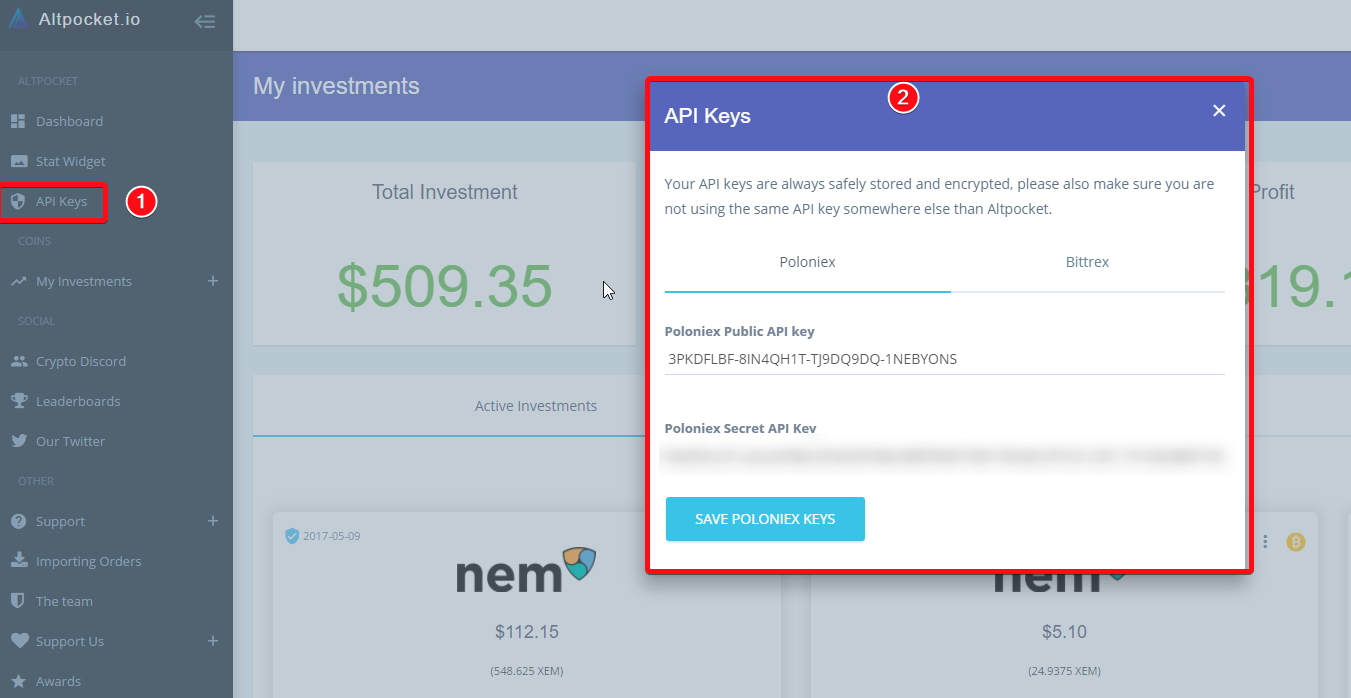 Altpocket.io
ALTPOCKET
Dashboard
Stat Widget
API Keys
1
COINS
My Investments +
SOCIAL
Crypto Discord
Leaderboards
Our Twitter
OTHER
Support +
Importing Orders
The team
Support Us +
Awards
My investments
Total Investment
$509.35
Profit
Active Investments
2017-05-09
nem
$112.15
(548.625 XEM)
nem
$5.10
(24.9375 XEM)
2
API Keys
Your API keys are always safely stored and encrypted, please also make sure you are
not using the same API key somewhere else than Altpocket.
Poloniex Bittrex
Poloniex Public API key
3PKDFLBF-8IN4QH1T-TJ9DQ9DQ-1NEBYONS
Poloniex Secret API Key
SAVE POLONIEX KEYS